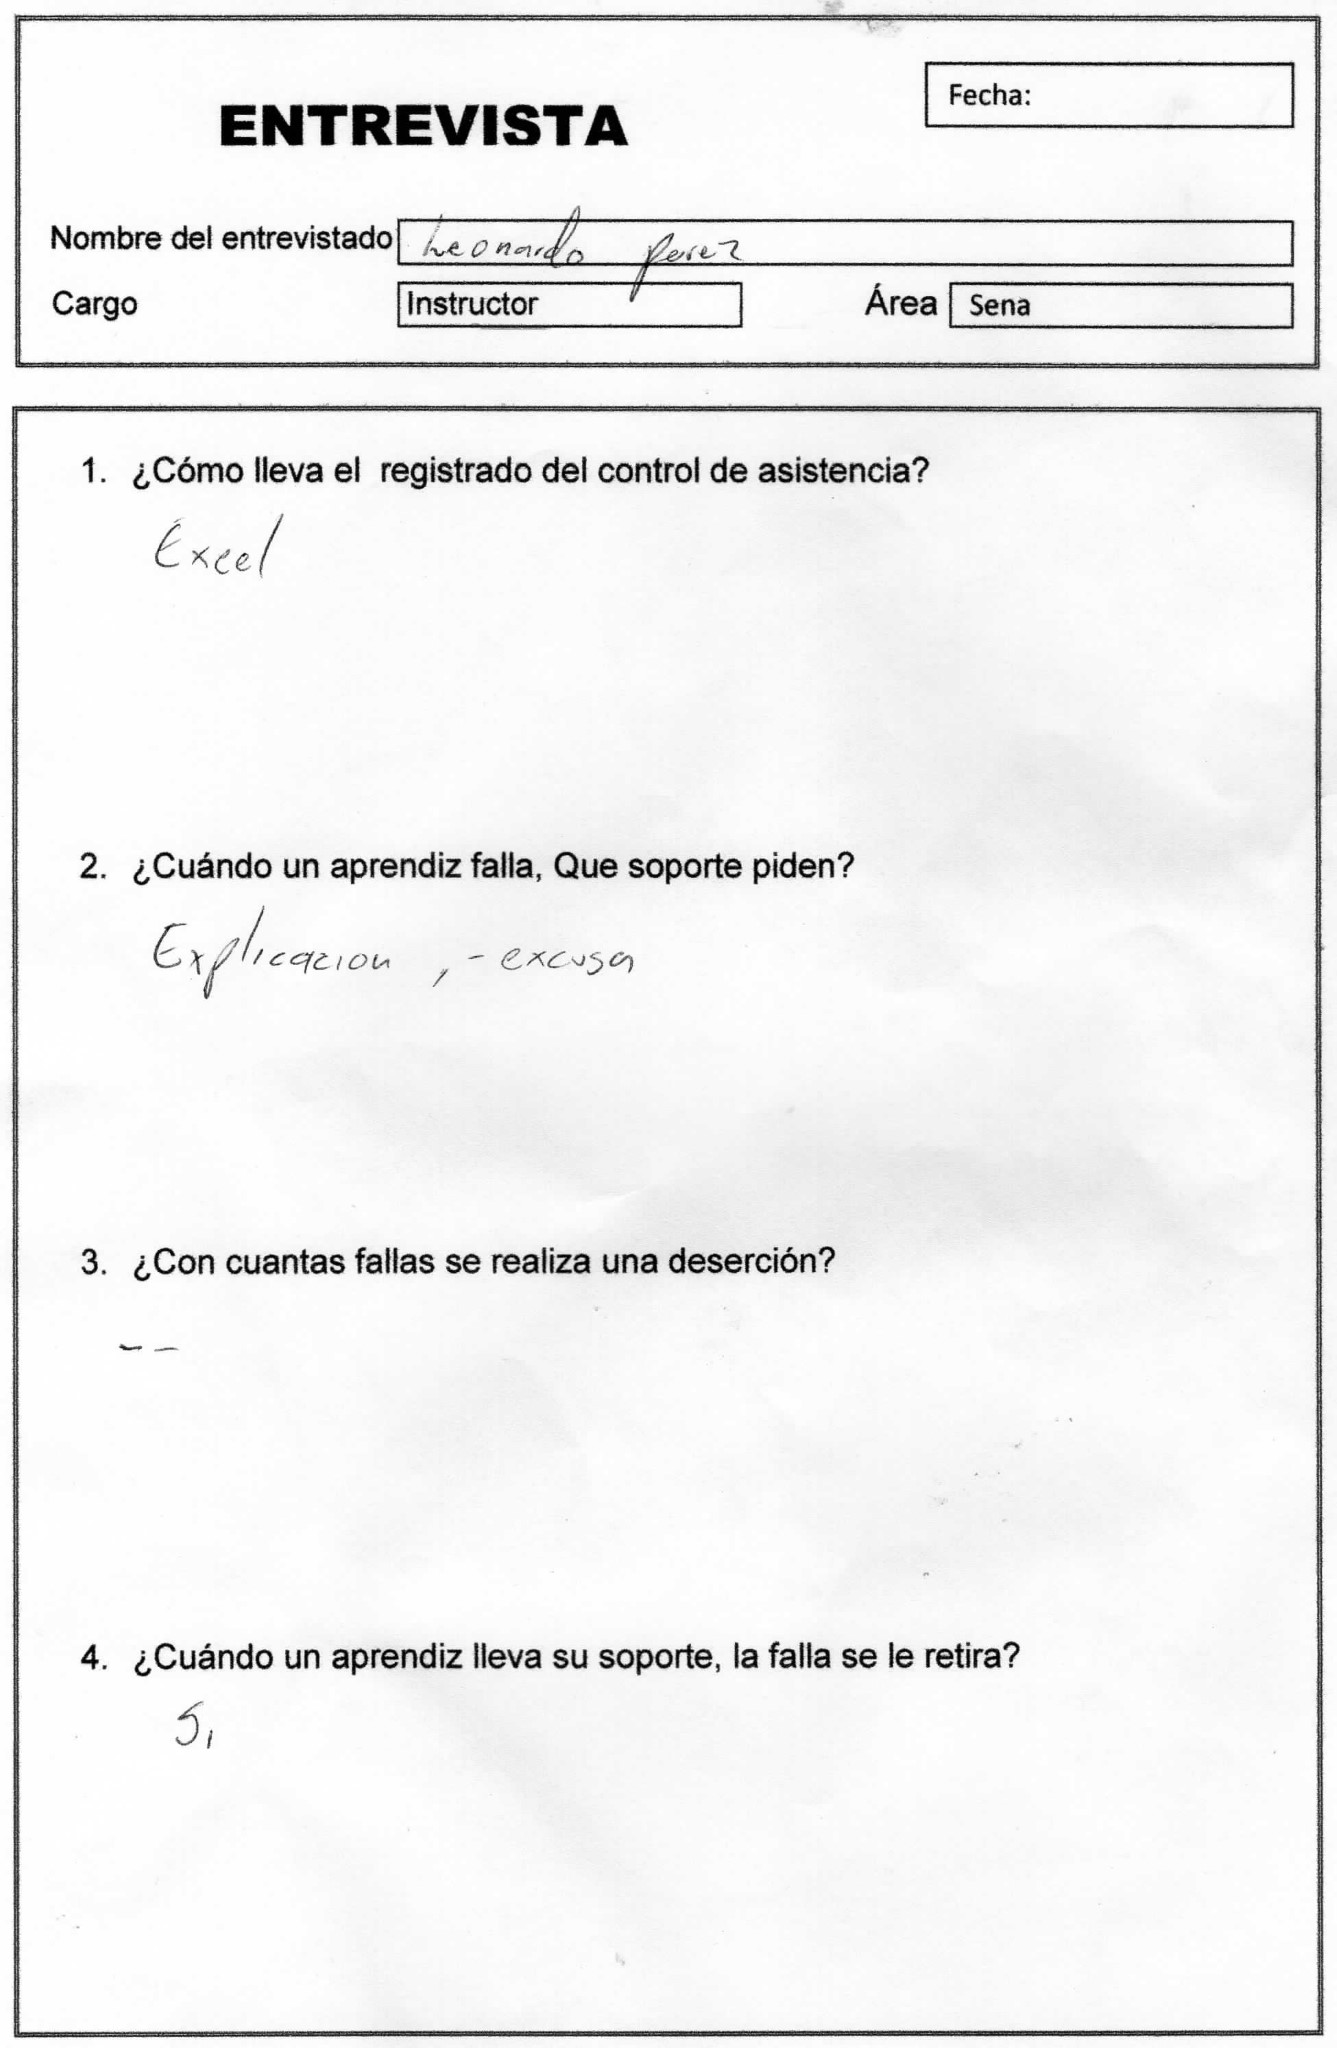 ENTREVISTA
Fecha:
Nombre del entrevistado Leonardo perez
Cargo Instructor Área Sena
1. ¿Cómo lleva el registrado del control de asistencia?
Excel
2. ¿Cuándo un aprendiz falla, Que soporte piden?
Explicacion , - excusa
3. ¿Con cuantas fallas se realiza una deserción?
- -
4. ¿Cuándo un aprendiz lleva su soporte, la falla se le retira?
Si